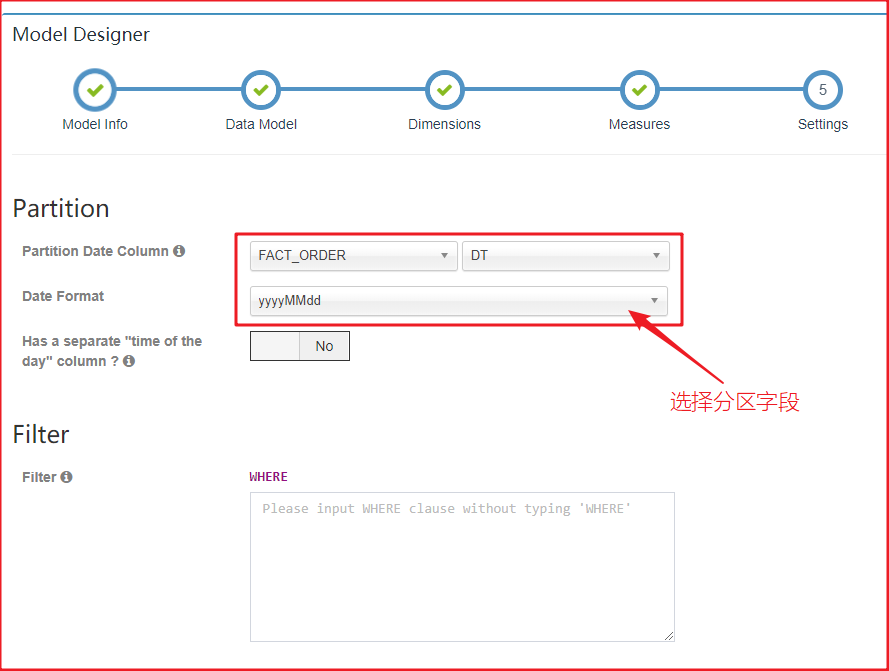 Model Designer
5
Model Info
Data Model
Dimensions
Measures
Settings
Partition
Partition Date Column
FACT_ORDER
DT
Date Format
yyyyMMdd
Has a separate "time of the
day" column ?
No
选择分区字段
Filter
Filter
WHERE
Please input WHERE clause without typing 'WHERE'